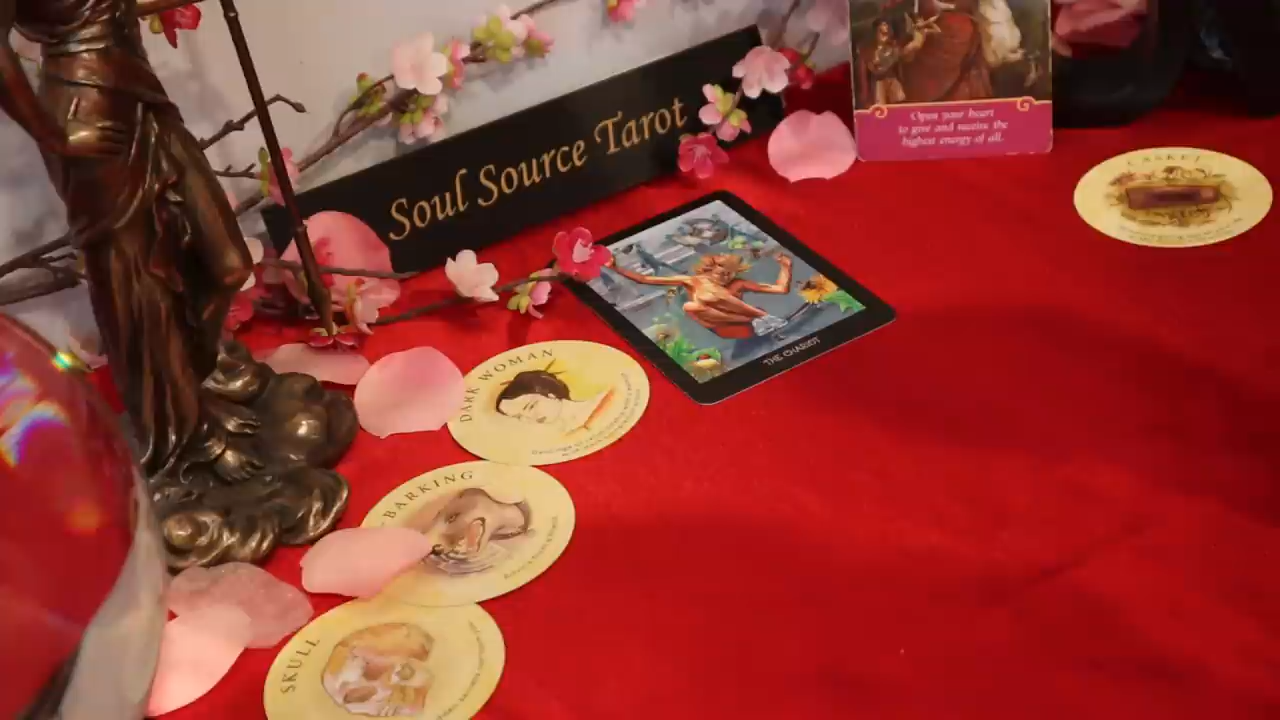 Soul Source Tarot
Open your heart
to give and receive the
highest energy of all.
CASKET
THE CHARIOT
DARK WOMAN
BARKING
SKULL